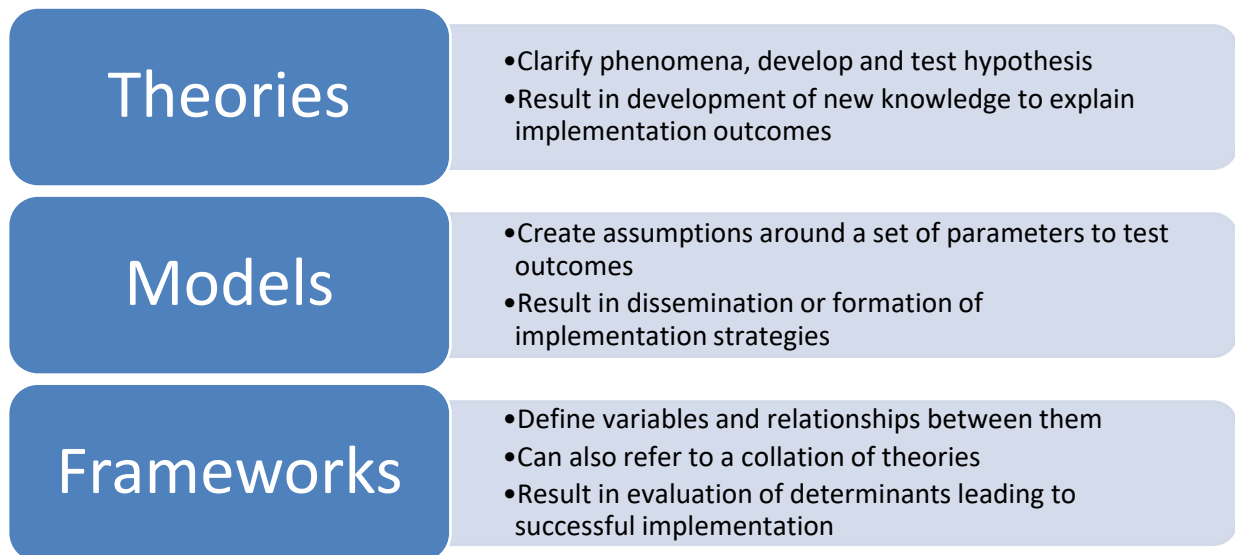 Theories
•Clarify phenomena, develop and test hypothesis
•Result in development of new knowledge to explain
implementation outcomes
Models
•Create assumptions around a set of parameters to test
outcomes
•Result in dissemination or formation of
implementation strategies
Frameworks
•Define variables and relationships between them
•Can also refer to a collation of theories
•Result in evaluation of determinants leading to
successful implementation